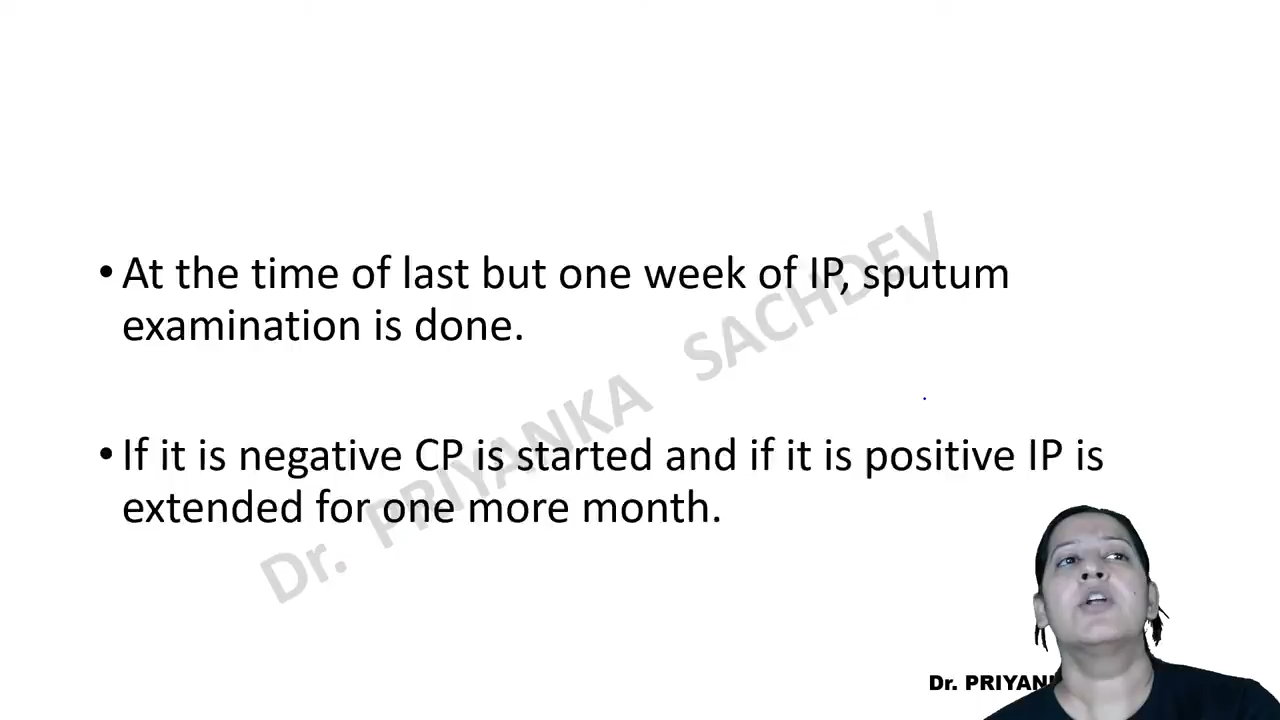 • At the time of last but one week of IP, sputum
examination is done.
• If it is negative CP is started and if it is positive IP is
extended for one more month.
Dr. PRIYANKA SACHDEV
Dr.